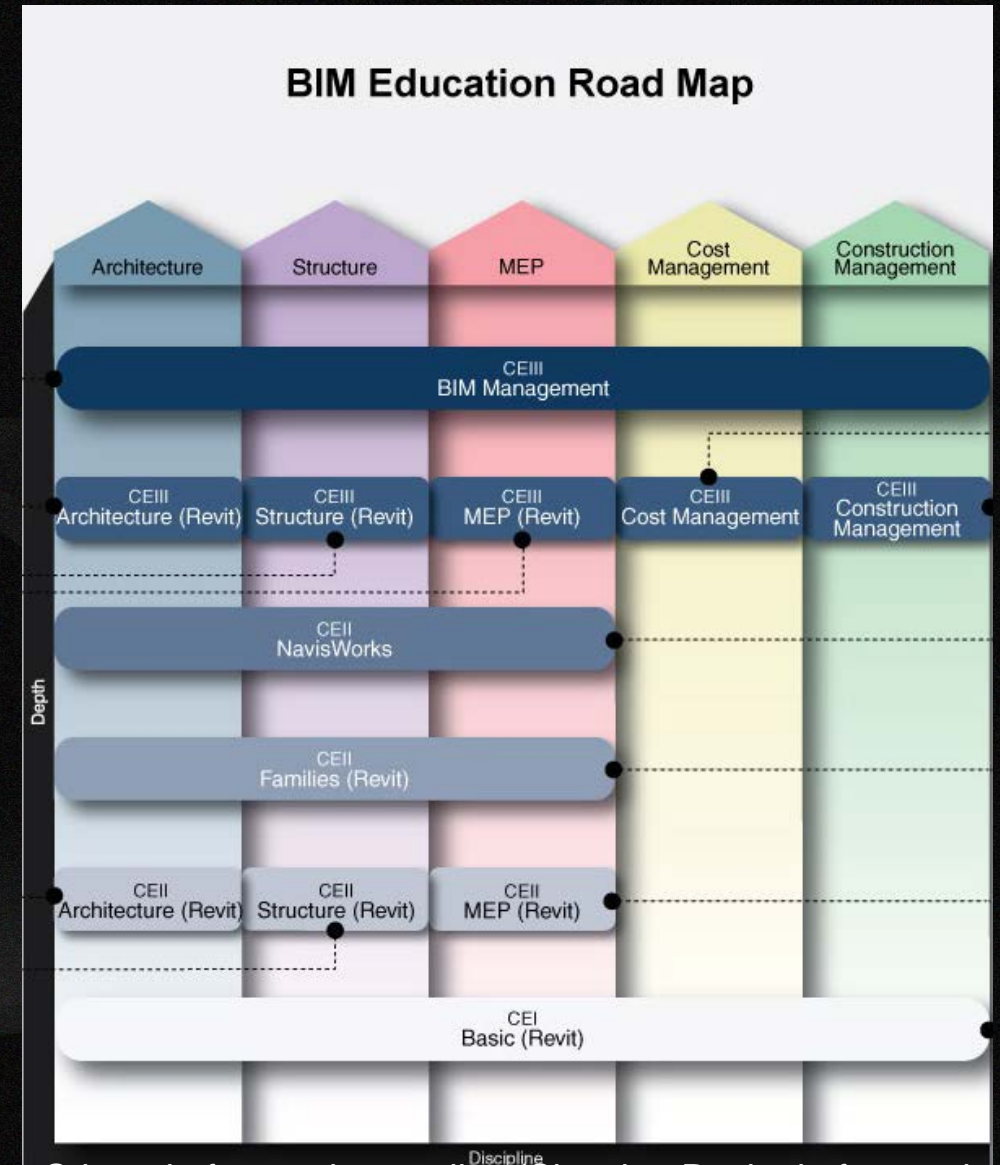 BIM Education Road Map
Architecture
Structure
MEP
Cost
Management
Construction
Management
CEIII
BIM Management
CEIII
Architecture (Revit)
CEIII
Structure (Revit)
CEIII
MEP (Revit)
CEIII
Cost Management
CEIII
Construction
Management
CEII
NavisWorks
CEII
Families (Revit)
CEII
Architecture (Revit)
CEII
Structure (Revit)
CEII
MEP (Revit)
CEI
Basic (Revit)
Depth
Discipline